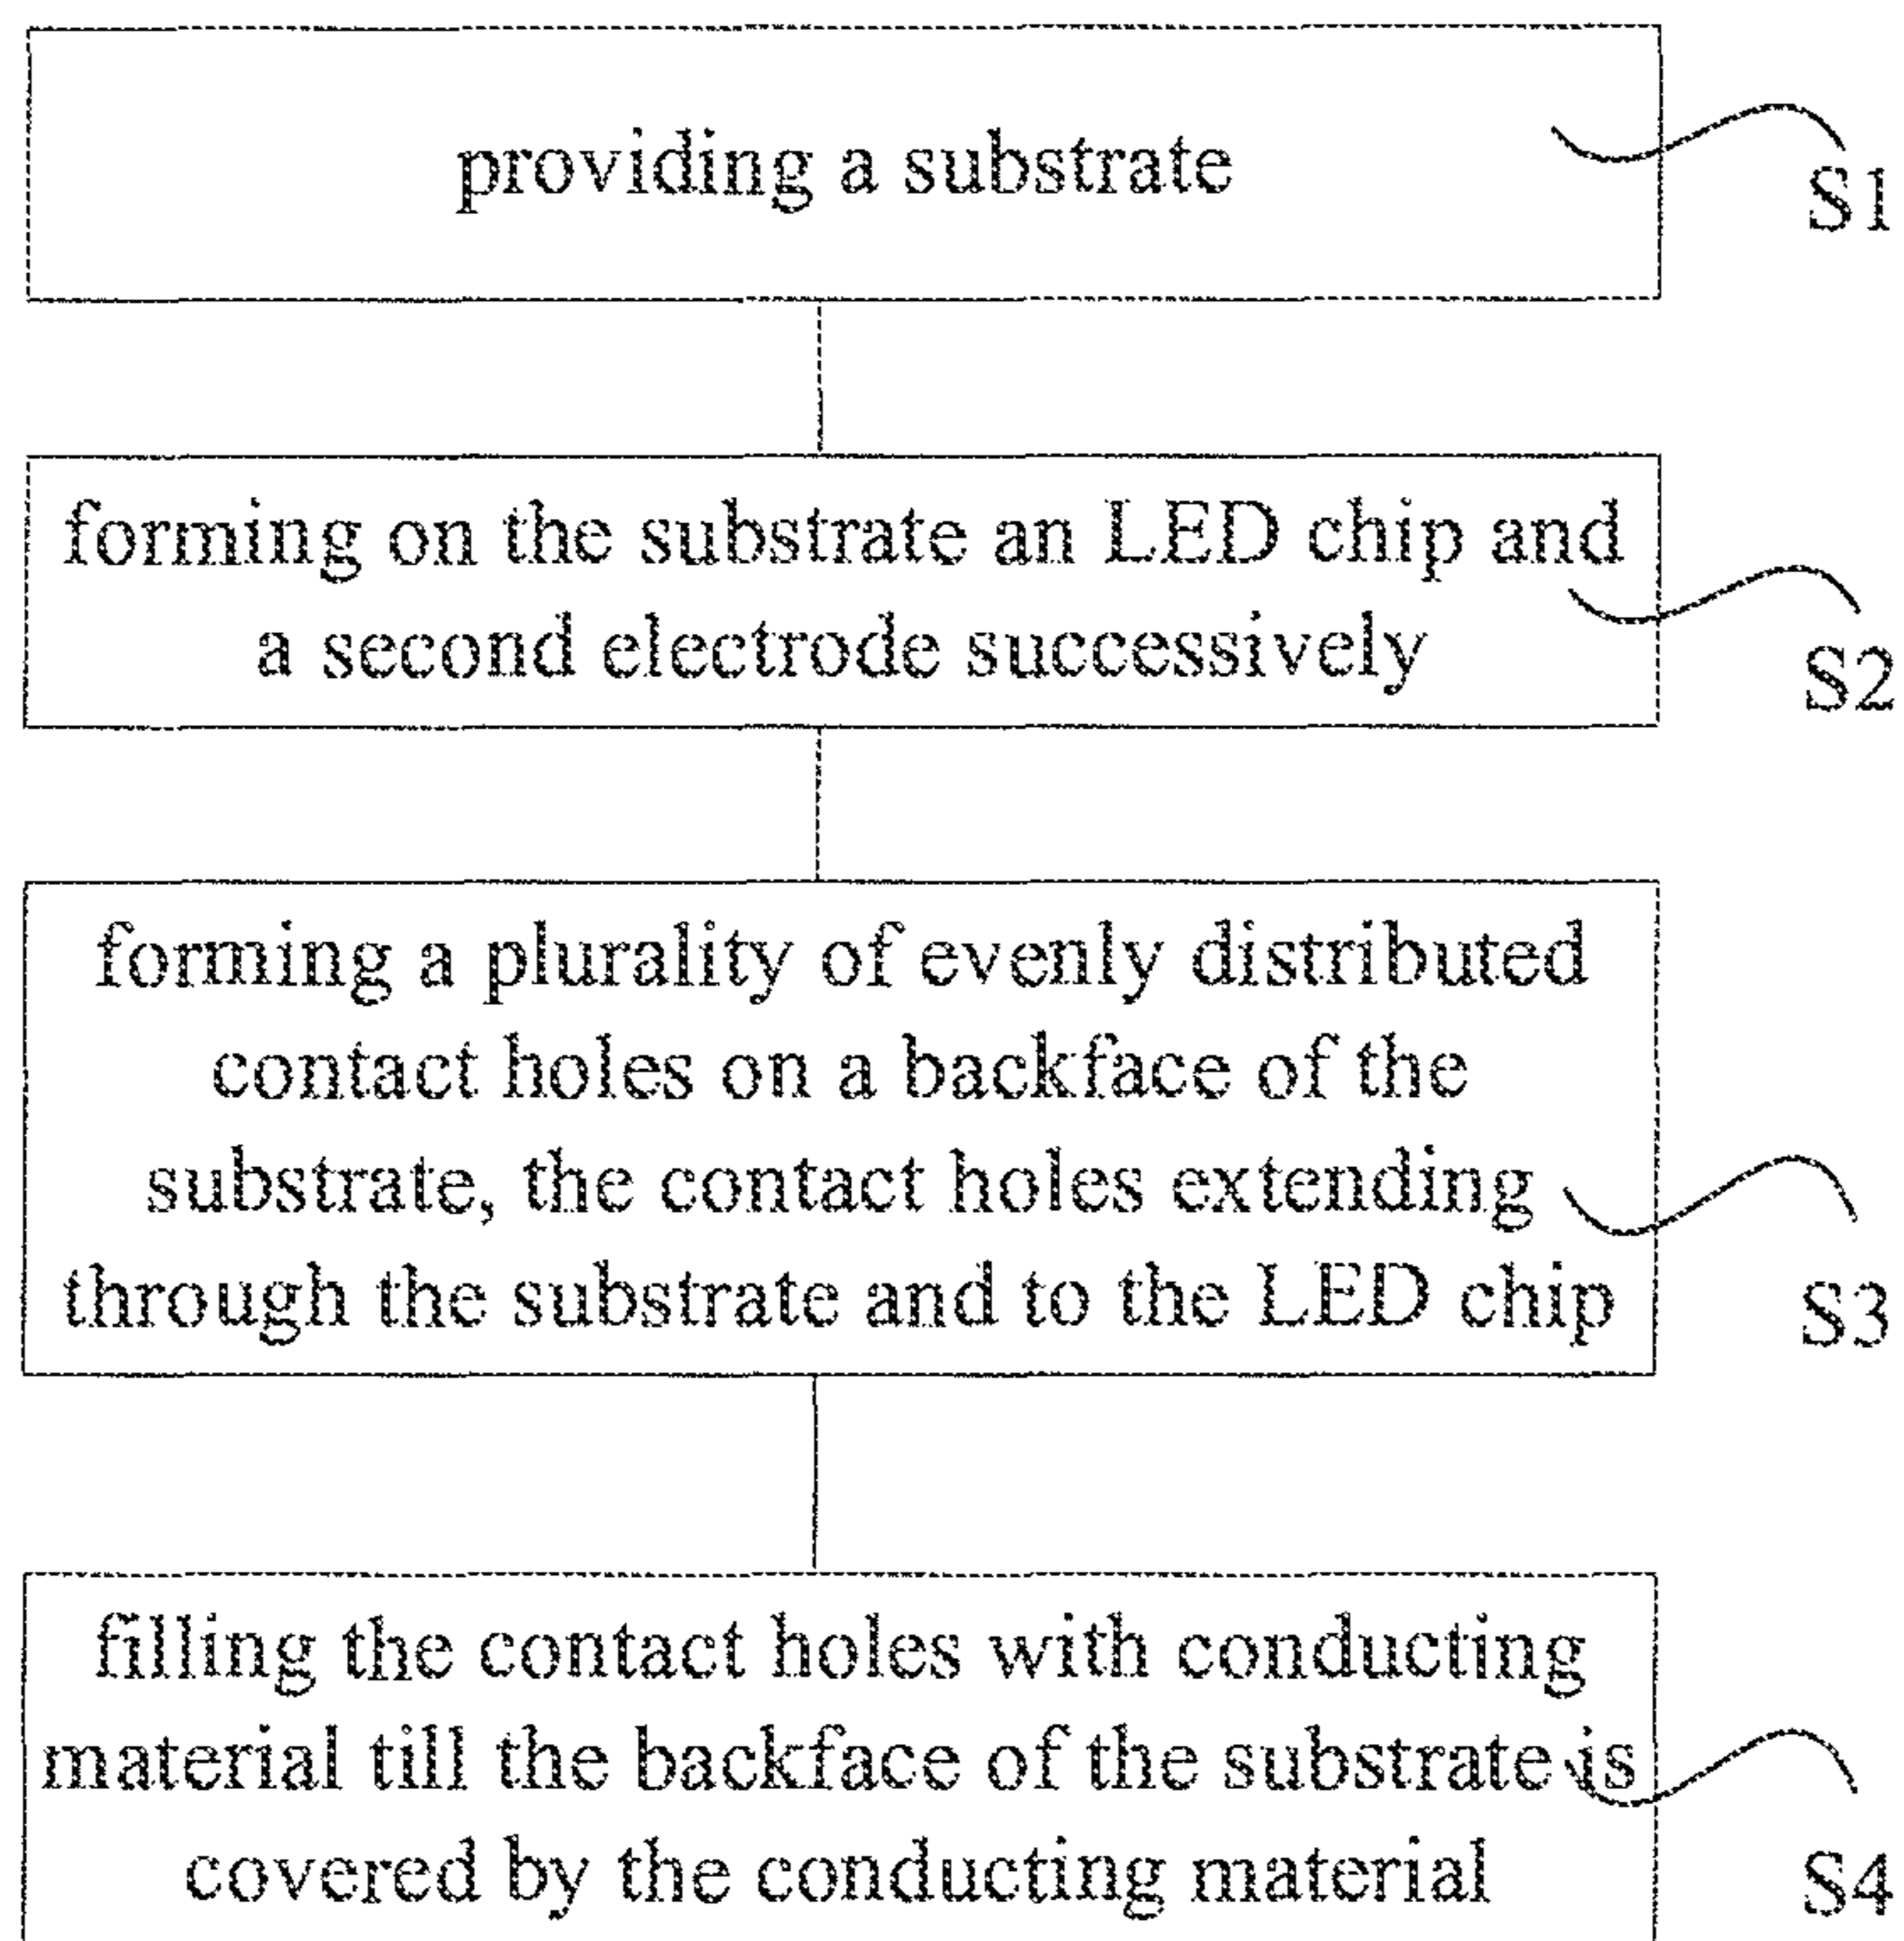 providing a substrate
S1
forming on the substrate an LED chip and
a second electrode successively
S2
forming a plurality of evenly distributed
contact holes on a backface of the
substrate, the contact holes extending
through the substrate and to the LED chip
S3
filling the contact holes with conducting
material till the backface of the substrate is
covered by the conducting material
S4